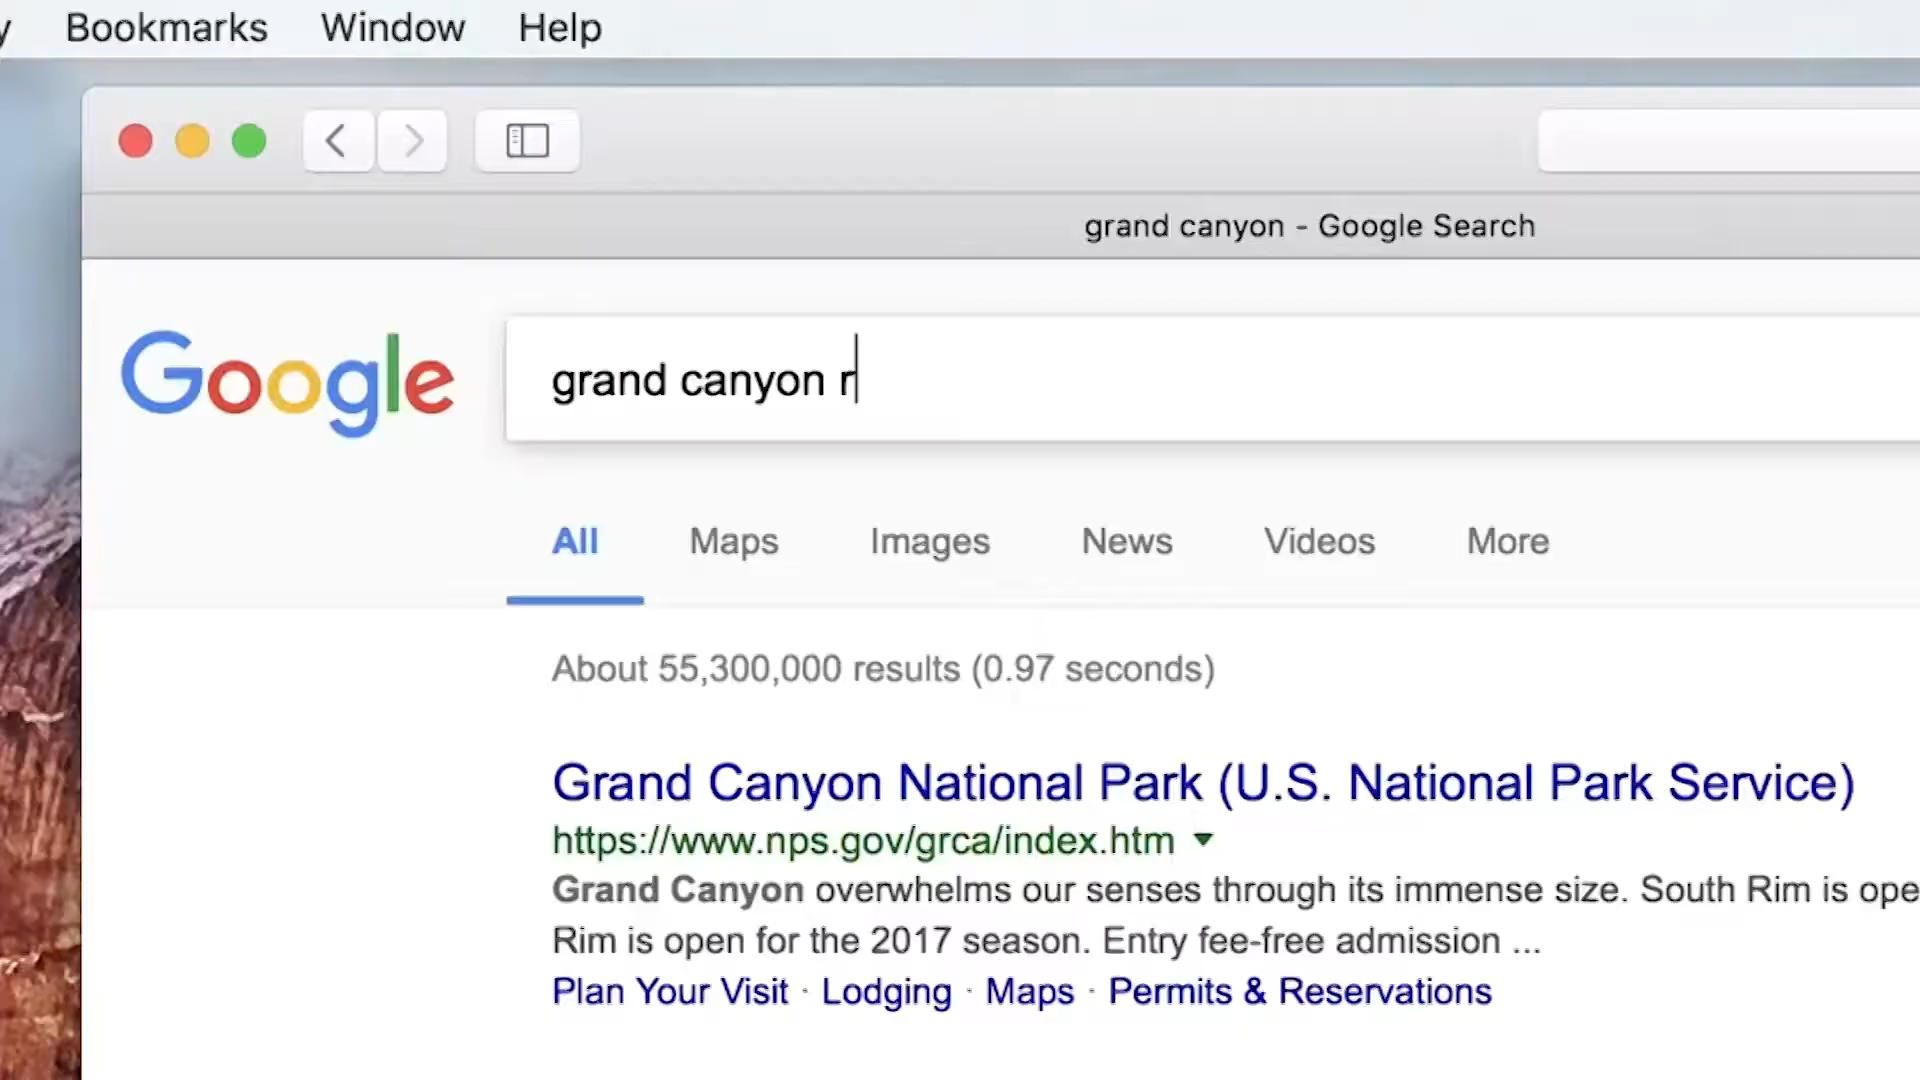 y Bookmarks Window Help
grand canyon - Google Search
Google
grand canyon r
All Maps Images News Videos More
About 55,300,000 results (0.97 seconds)
Grand Canyon National Park (U.S. National Park Service)
https://www.nps.gov/grca/index.htm
Grand Canyon overwhelms our senses through its immense size. South Rim is ope
Rim is open for the 2017 season. Entry fee-free admission ...
Plan Your Visit · Lodging · Maps · Permits & Reservations